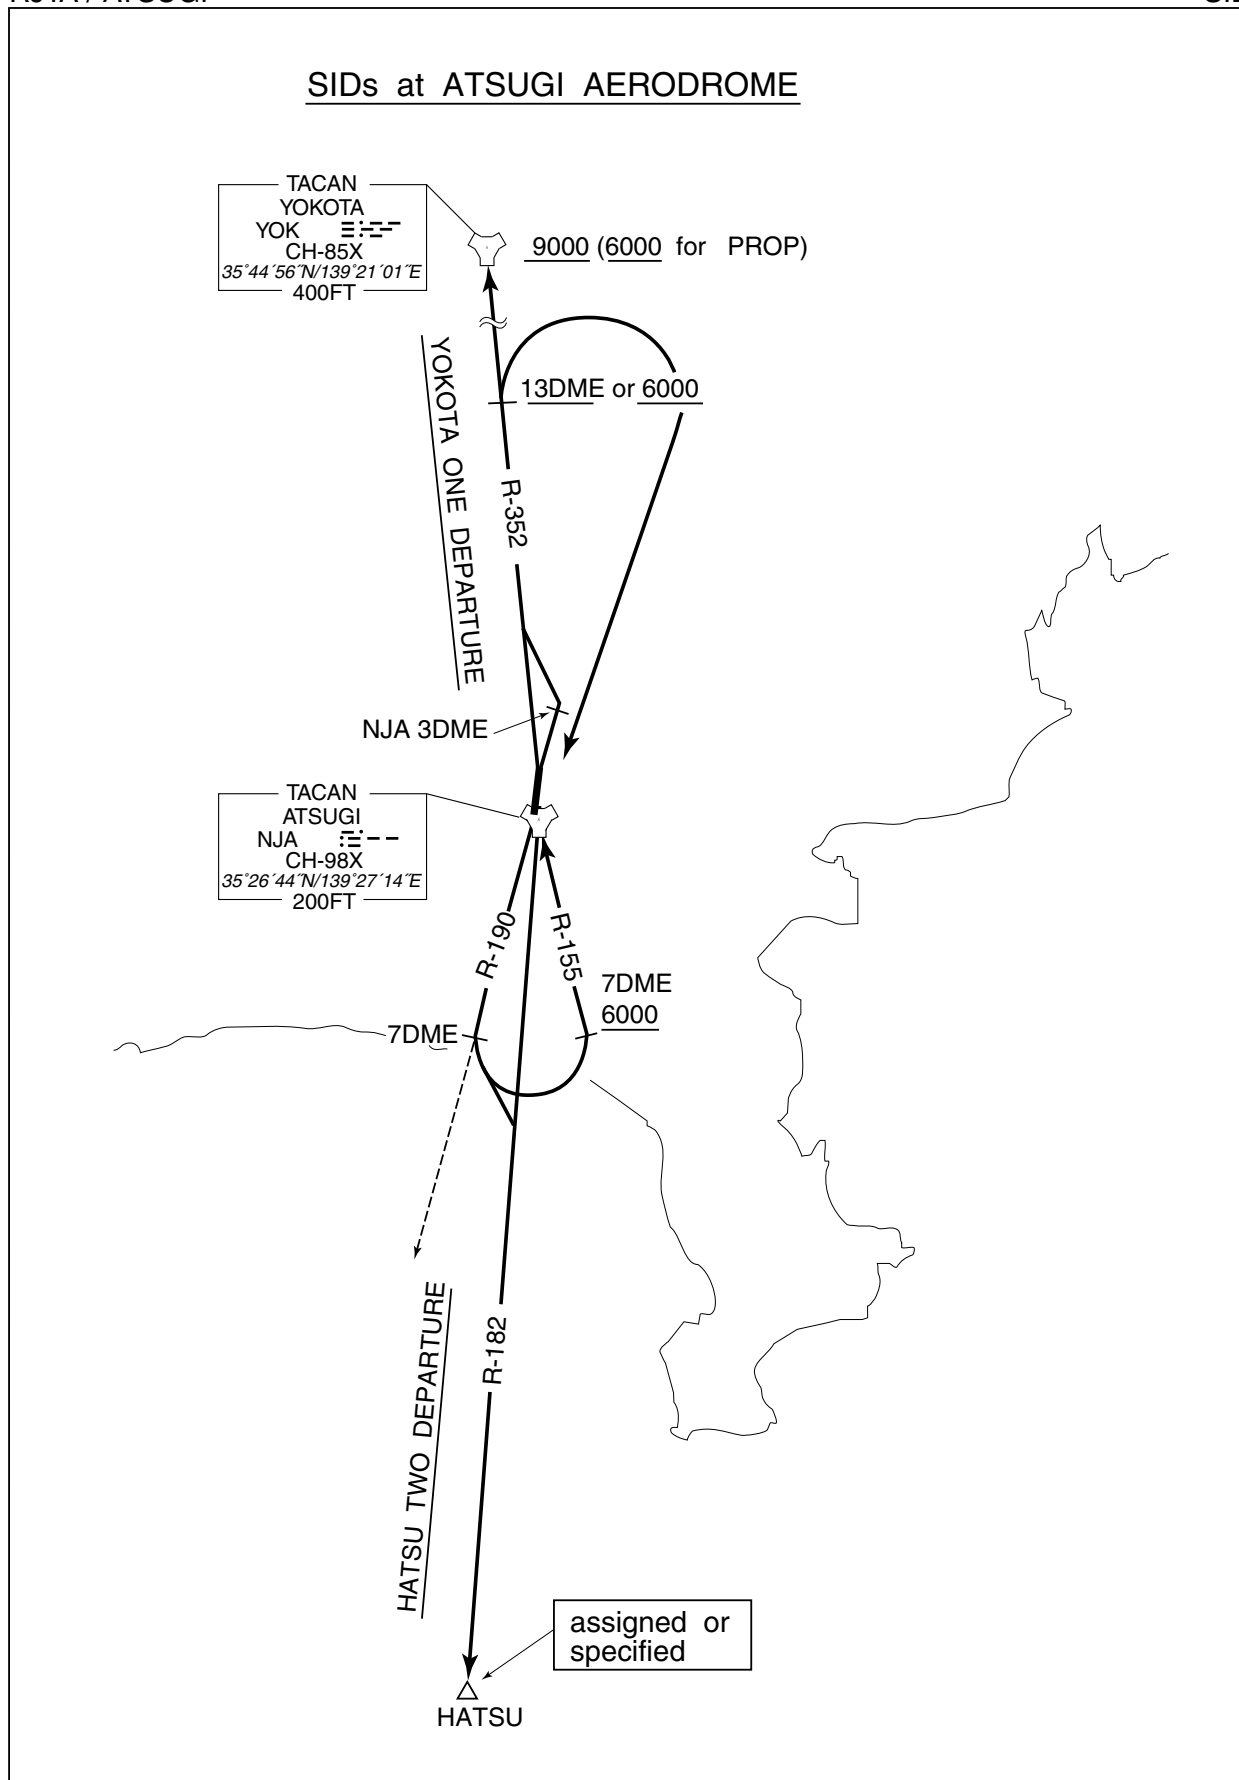 SIDs at ATSUGI AERODROME
TACAN
YOKOTA
YOK
CH-85X
35°44´56˝N/139°21´01˝E
400FT
9000 (6000 for PROP)
YOKOTA ONE DEPARTURE
13DME or 6000
R-352
NJA 3DME
TACAN
ATSUGI
NJA
CH-98X
35°26´44˝N/139°27´14˝E
200FT
R-190
R-155
7DME
6000
7DME
HATSU TWO DEPARTURE
R-182
assigned or
specified
HATSU